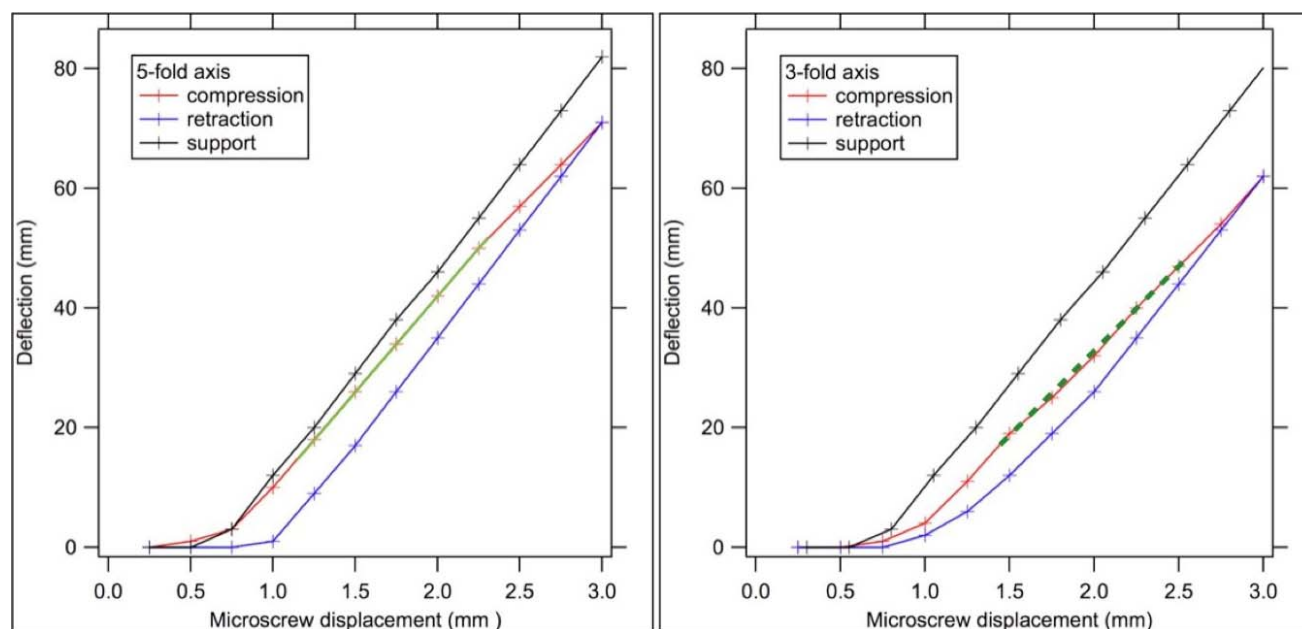 5-fold axis
compression
retraction
support
80
60
40
20
0
Deflection (mm)
0.0 0.5 1.0 1.5 2.0 2.5 3.0
Microscrew displacement (mm )
3-fold axis
compression
retraction
support
80
60
40
20
0
Deflection (mm)
0.0 0.5 1.0 1.5 2.0 2.5 3.0
Microscrew displacement (mm)